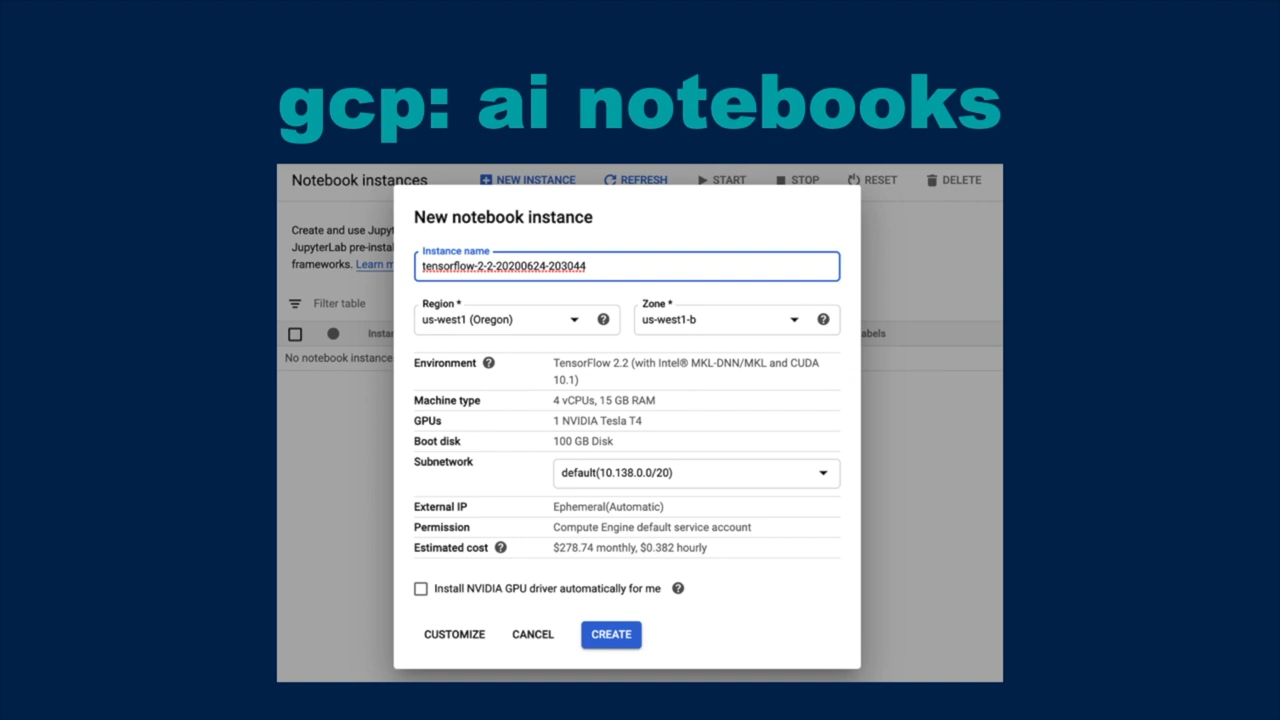 gcp: ai notebooks
Notebook instances
NEW INSTANCE
REFRESH
START
STOP
RESET
DELETE
Create and use Jupyt
JupyterLab pre-instal
frameworks. Learn m
Filter table
Instan
abels
No notebook instance
New notebook instance
Instance name
tensorflow-2-2-20200624-203044
Region *
us-west1 (Oregon)
Zone *
us-west1-b
Environment
TensorFlow 2.2 (with Intel® MKL-DNN/MKL and CUDA
10.1)
Machine type
4 vCPUs, 15 GB RAM
GPUs
1 NVIDIA Tesla T4
Boot disk
100 GB Disk
Subnetwork
default(10.138.0.0/20)
External IP
Ephemeral(Automatic)
Permission
Compute Engine default service account
Estimated cost
$278.74 monthly, $0.382 hourly
Install NVIDIA GPU driver automatically for me
CUSTOMIZE
CANCEL
CREATE